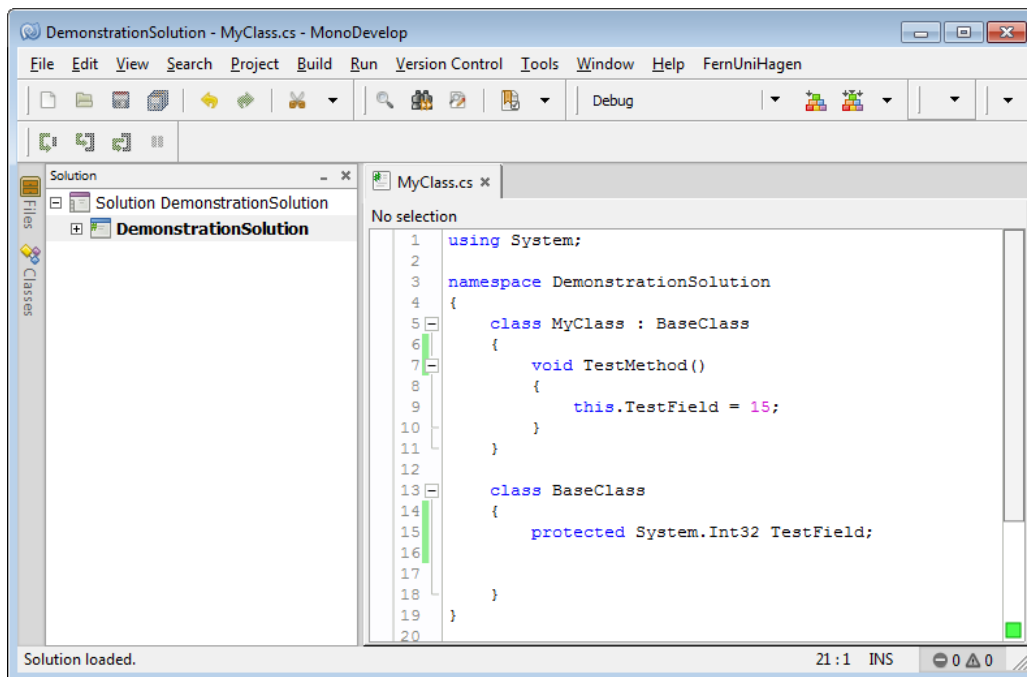 DemonstrationSolution - MyClass.cs - MonoDevelop
File Edit View Search Project Build Run Version Control Tools Window Help FernUniHagen
Debug
Files
Classes
Solution
Solution DemonstrationSolution
DemonstrationSolution
MyClass.cs
No selection
1 using System;
2
3 namespace DemonstrationSolution
4 {
5 class MyClass : BaseClass
6 {
7 void TestMethod()
8 {
9 this.TestField = 15;
10 }
11 }
12
13 class BaseClass
14 {
15 protected System.Int32 TestField;
16
17
18 }
19 }
20
Solution loaded.
21 : 1 INS 0 0